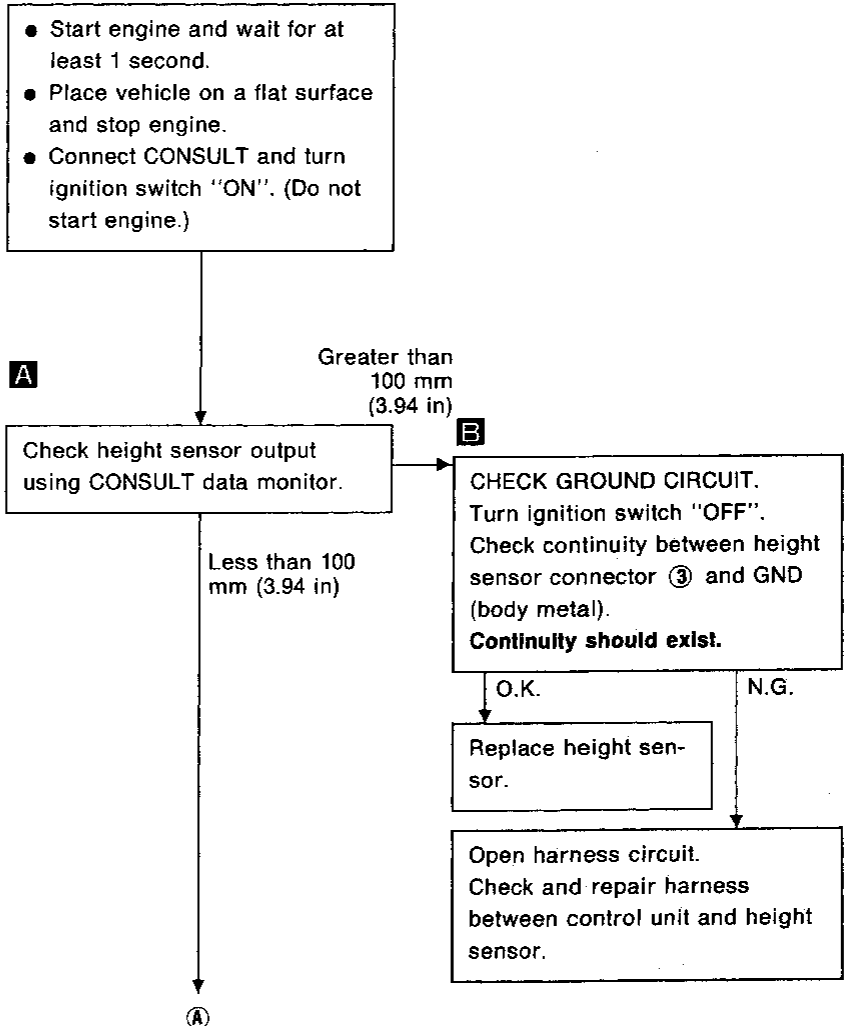 ● Start engine and wait for at
least 1 second.
● Place vehicle on a flat surface
and stop engine.
● Connect CONSULT and turn
ignition switch "ON". (Do not
start engine.)
A
Greater than
100 mm
(3.94 in)
Check height sensor output
using CONSULT data monitor.
B
CHECK GROUND CIRCUIT.
Turn ignition switch "OFF".
Check continuity between height
sensor connector ③ and GND
(body metal).
Continuity should exist.
Less than 100
mm (3.94 in)
O.K.
N.G.
Replace height sen-
sor.
Open harness circuit.
Check and repair harness
between control unit and height
sensor.
Ⓐ